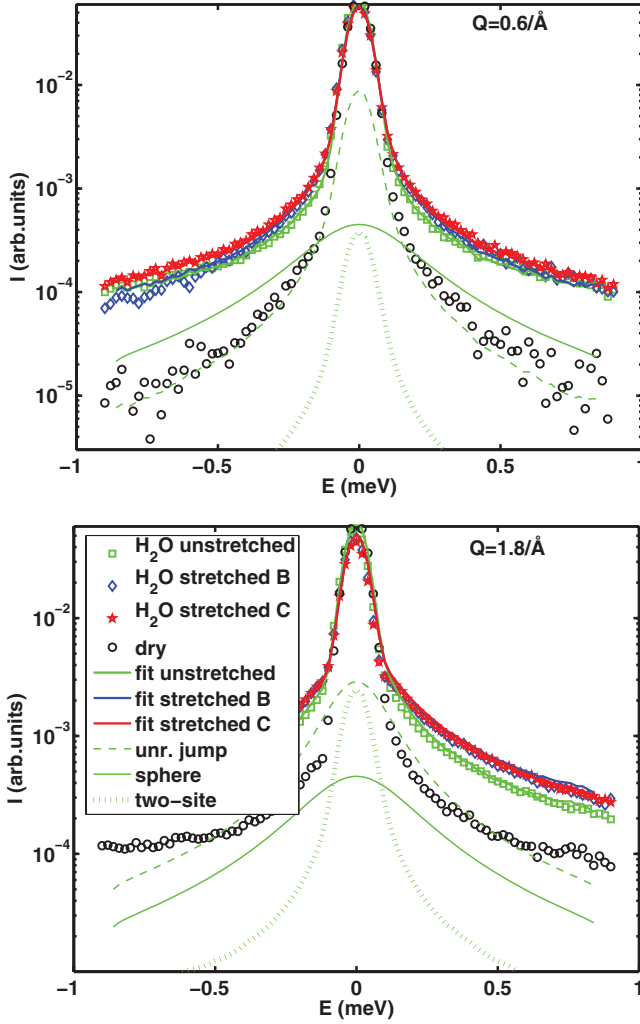 Q=0.6/Å
10⁻²
10⁻³
10⁻⁴
10⁻⁵
I (arb.units)
−1
−0.5
0
0.5
1
E (meV)
Q=1.8/Å
H₂O unstretched
H₂O stretched B
H₂O stretched C
dry
fit unstretched
fit stretched B
fit stretched C
unr. jump
sphere
two−site
10⁻²
10⁻³
10⁻⁴
I (arb.units)
−1
−0.5
0
0.5
1
E (meV)